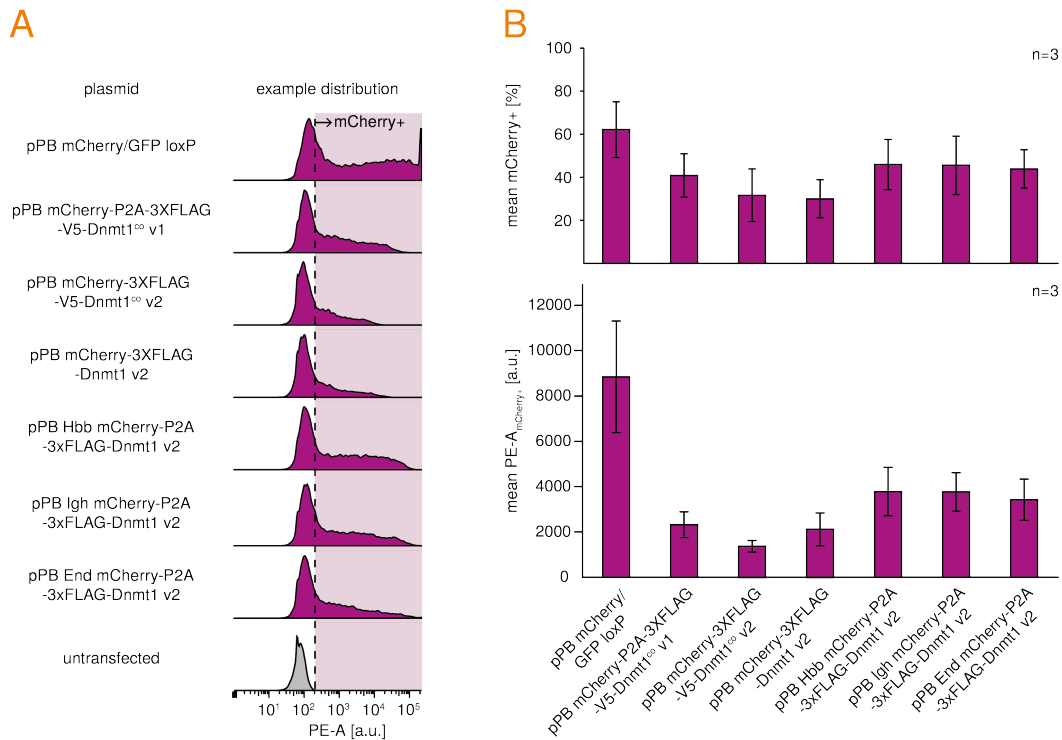 A
plasmid
example distribution
mCherry+
pPB mCherry/GFP loxP
pPB mCherry-P2A-3XFLAG
-V5-Dnmt1co v1
pPB mCherry-3XFLAG
-V5-Dnmt1co v2
pPB mCherry-3XFLAG
-Dnmt1 v2
pPB Hbb mCherry-P2A
-3xFLAG-Dnmt1 v2
pPB Igh mCherry-P2A
-3xFLAG-Dnmt1 v2
pPB End mCherry-P2A
-3xFLAG-Dnmt1 v2
untransfected
10¹ 10² 10³ 10⁴ 10⁵
PE-A [a.u.]
B
n=3
mean mCherry+ [%]
100
80
60
40
20
n=3
mean PE-AmCherry+ [a.u.]
12000
10000
8000
6000
4000
2000
0
pPB mCherry/
GFP loxP
pPB mCherry-P2A-3XFLAG
-V5-Dnmt1co v1
pPB mCherry-3XFLAG
-V5-Dnmt1co v2
pPB mCherry-3XFLAG
-Dnmt1 v2
pPB Hbb mCherry-P2A
-3xFLAG-Dnmt1 v2
pPB Igh mCherry-P2A
-3xFLAG-Dnmt1 v2
pPB End mCherry-P2A
-3xFLAG-Dnmt1 v2